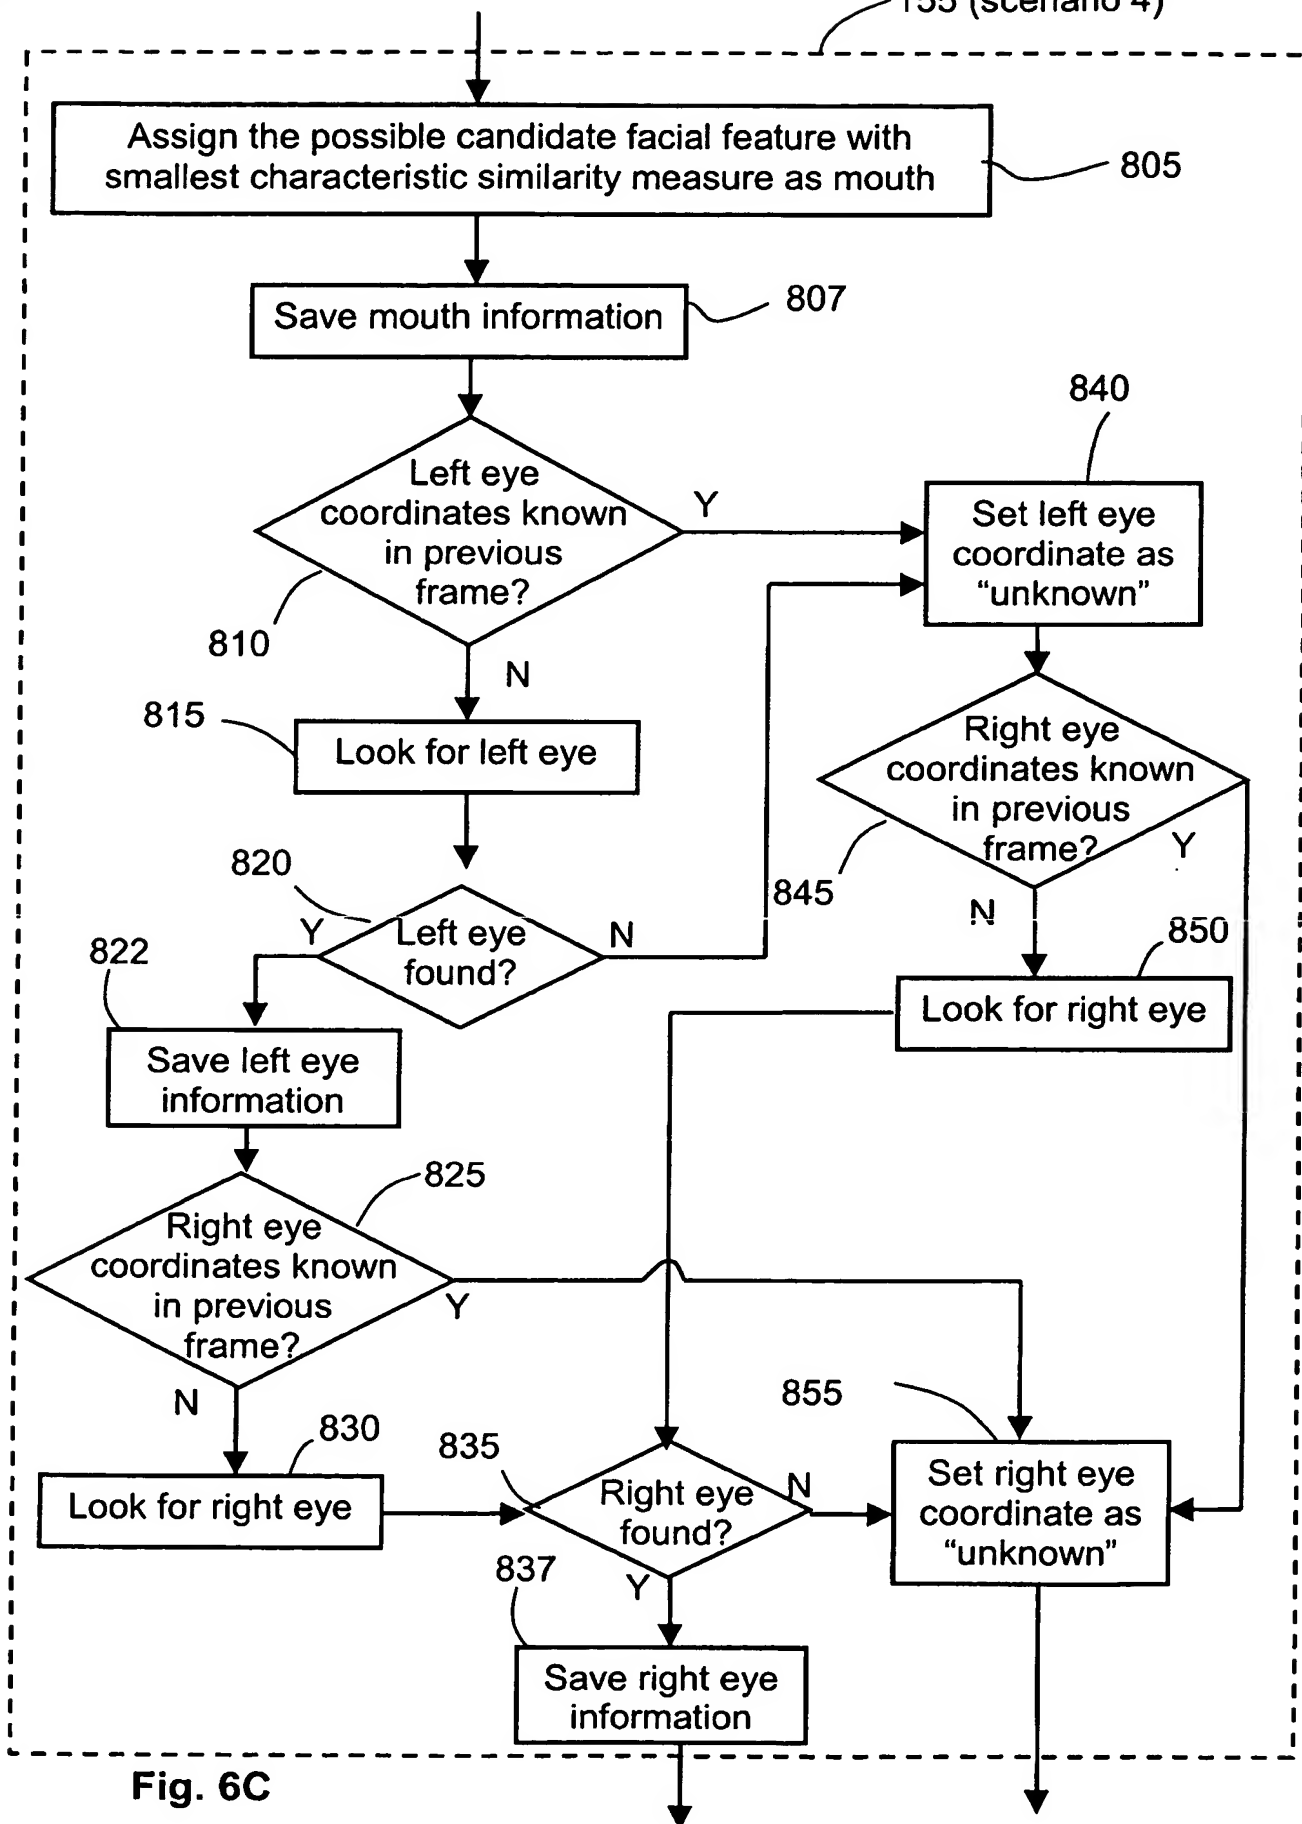 155 (scenario 4)
Assign the possible candidate facial feature with
smallest characteristic similarity measure as mouth
805
Save mouth information
807
Left eye
coordinates known
in previous
frame?
810
Y
N
840
Set left eye
coordinate as
“unknown”
815
Look for left eye
Right eye
coordinates known
in previous
frame?
845
Y
N
820
Left eye
found?
Y
N
822
Save left eye
information
850
Look for right eye
825
Right eye
coordinates known
in previous
frame?
Y
N
830
Look for right eye
835
Right eye
found?
N
Y
855
Set right eye
coordinate as
“unknown”
837
Save right eye
information
Fig. 6C